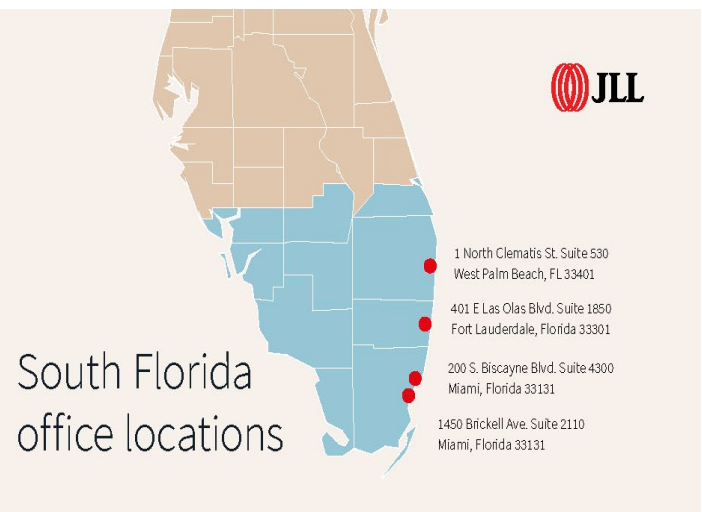 JLL
1 North Clematis St. Suite 530
West Palm Beach, FL 33401
401 E Las Olas Blvd. Suite 1850
Fort Lauderdale, Florida 33301
200 S. Biscayne Blvd. Suite 4300
Miami, Florida 33131
1450 Brickell Ave. Suite 2110
Miami, Florida 33131
South Florida
office locations